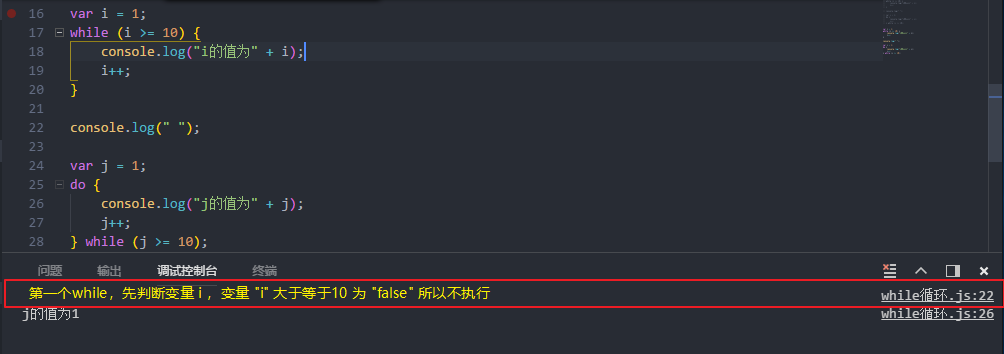 16 var i = 1;
17 while (i >= 10) {
18 console.log("i的值为" + i);
19 i++;
20 }
21
22 console.log(" ");
23
24 var j = 1;
25 do {
26 console.log("j的值为" + j);
27 j++;
28 } while (j >= 10);
问题 输出 调试控制台 终端
第一个while，先判断变量 i ，变量 "i" 大于等于10 为 "false" 所以不执行 while循环.js:22
j的值为1 while循环.js:26